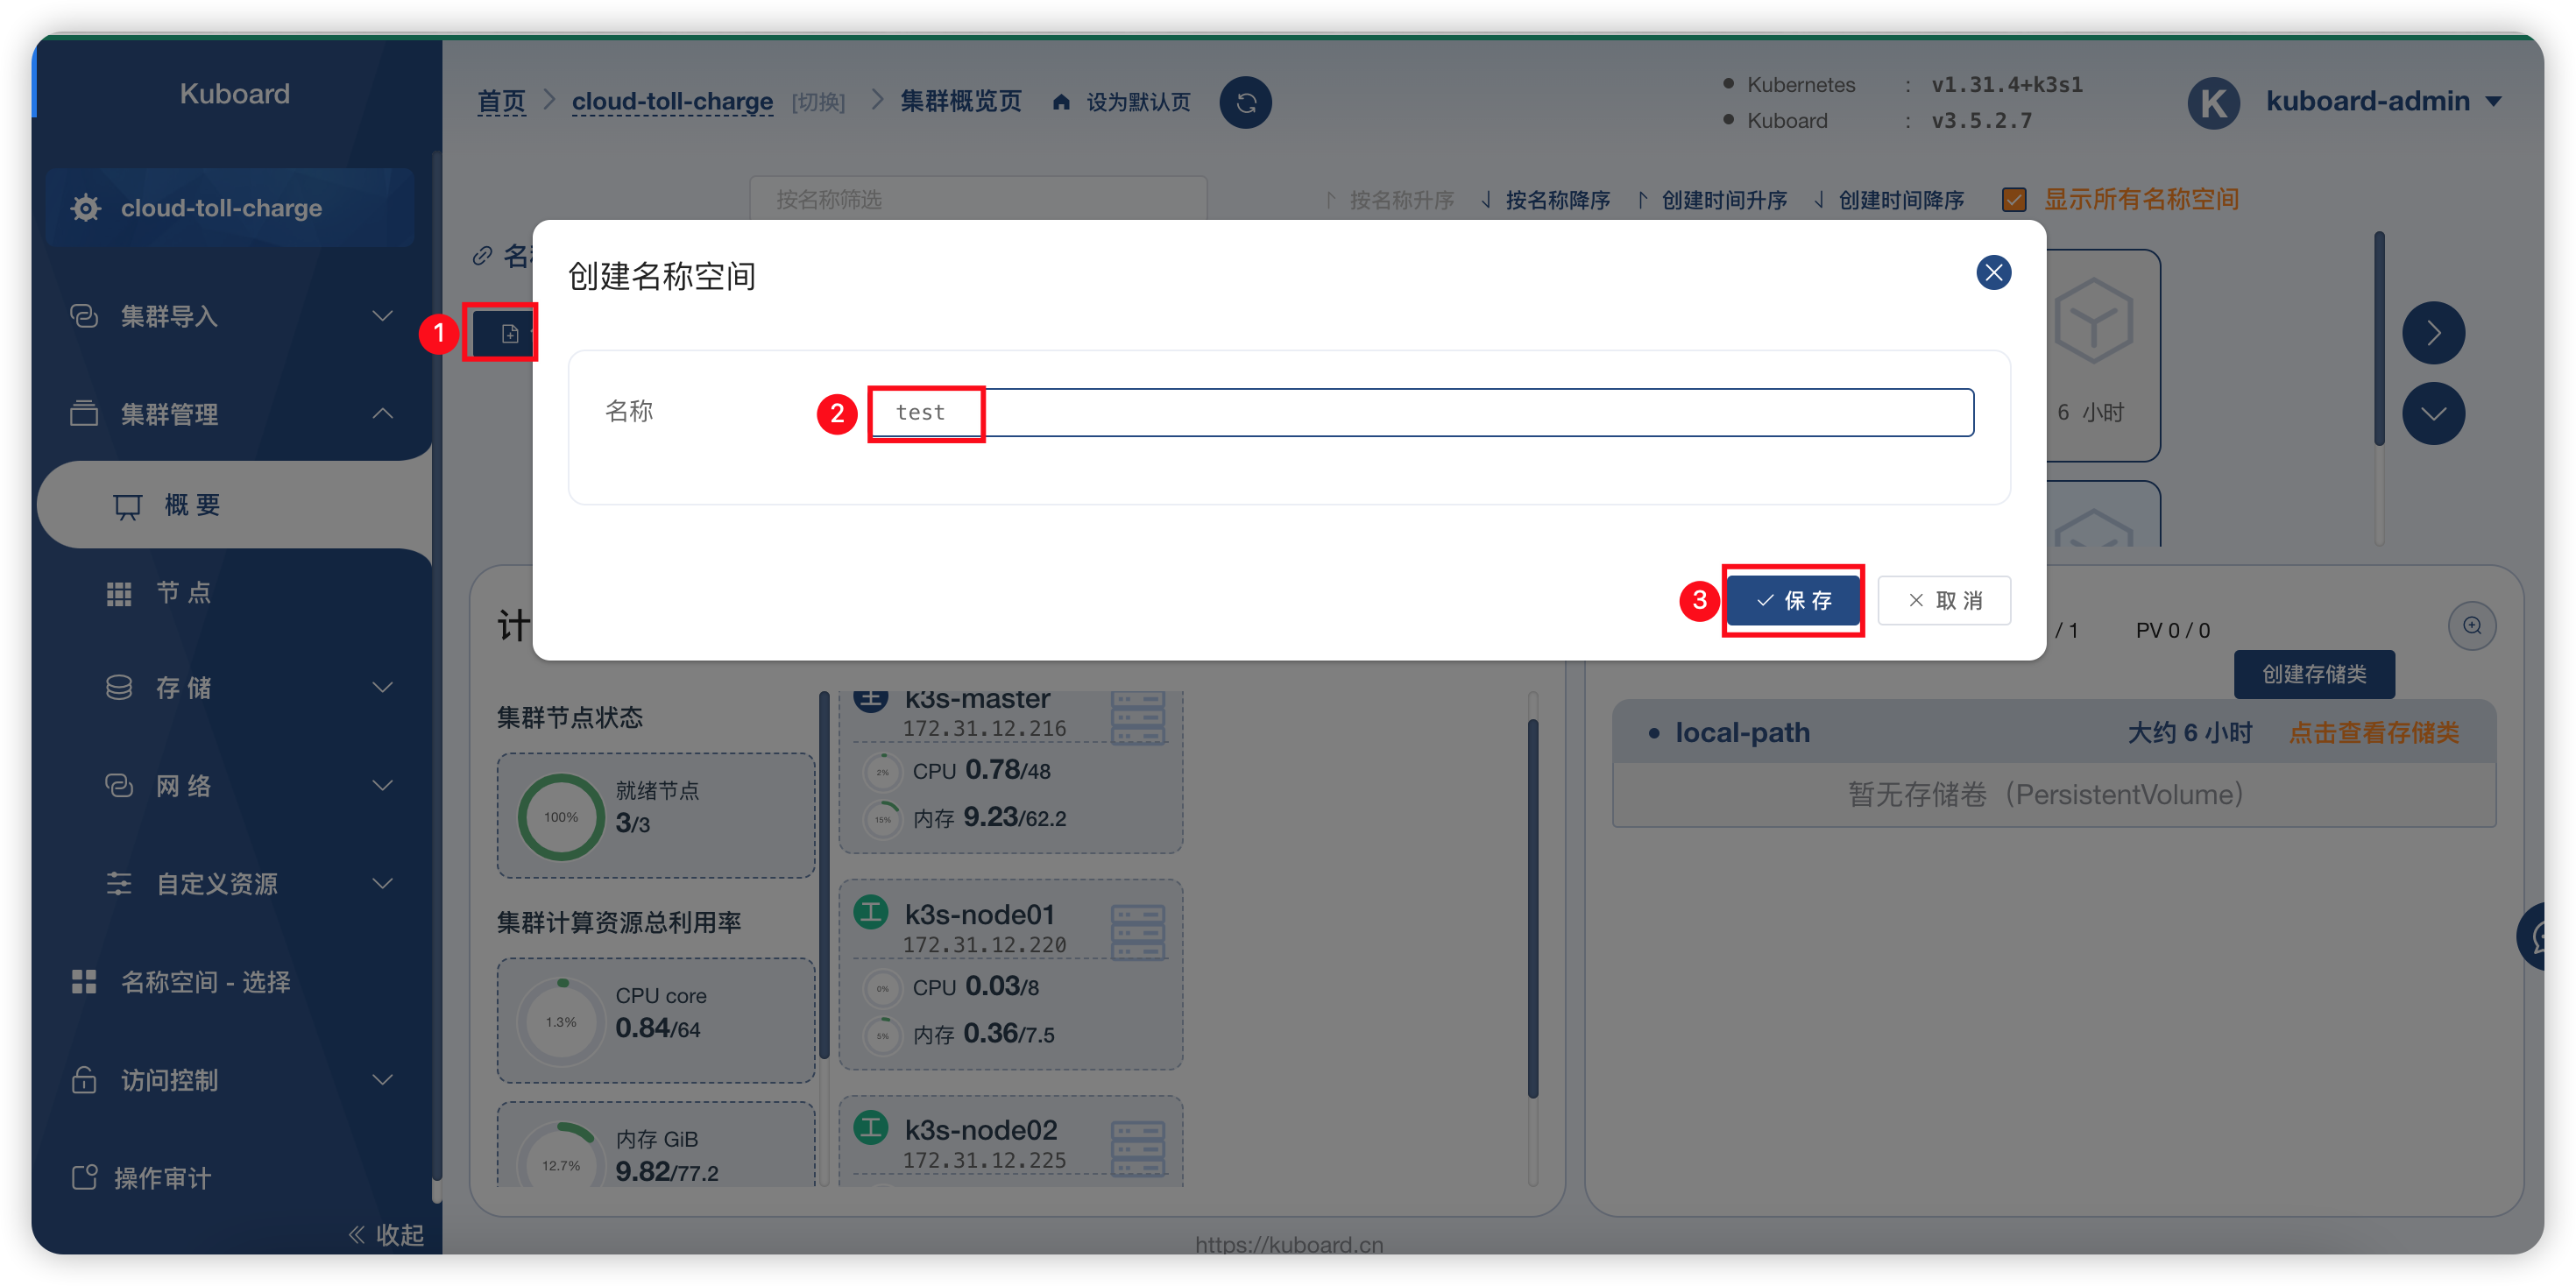 Kuboard
cloud-toll-charge
集群导入
集群管理
概 要
节 点
存 储
网 络
自定义资源
名称空间 - 选择
访问控制
操作审计
收起
首页
cloud-toll-charge
[切换]
集群概览页
设为默认页
Kubernetes : v1.31.4+k3s1
Kuboard : v3.5.2.7
K
kuboard-admin
按名称筛选
按名称升序
按名称降序
创建时间升序
创建时间降序
显示所有名称空间
名
1
创建名称空间
名称
2
test
3
保 存
取 消
6 小时
计
集群节点状态
100%
就绪节点
3/3
集群计算资源总利用率
1.3%
CPU core
0.84/64
12.7%
内存 GiB
9.82/77.2
主
k3s-master
172.31.12.216
2%
CPU 0.78/48
15%
内存 9.23/62.2
工
k3s-node01
172.31.12.220
0%
CPU 0.03/8
5%
内存 0.36/7.5
工
k3s-node02
172.31.12.225
/ 1
PV 0 / 0
创建存储类
local-path
大约 6 小时
点击查看存储类
暂无存储卷（PersistentVolume）
https://kuboard.cn